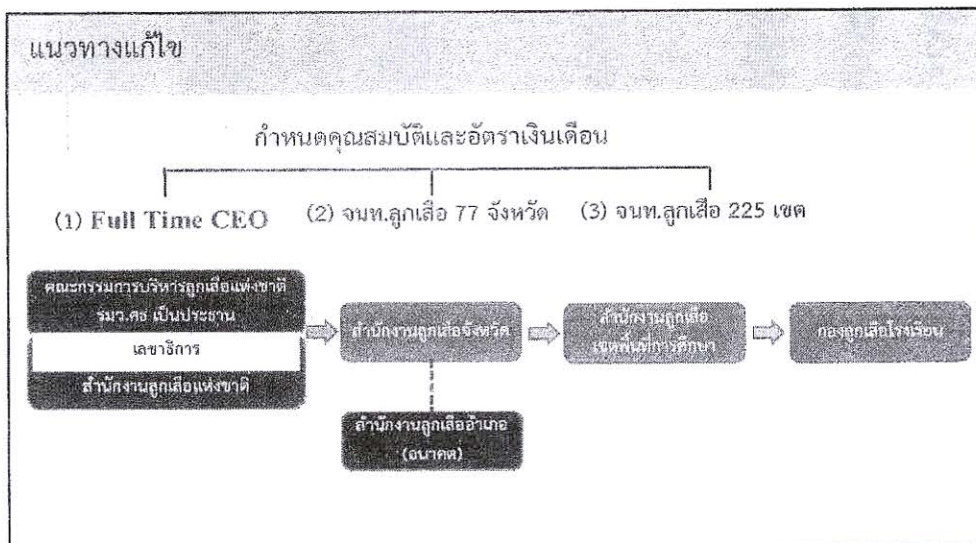 แนวทางแก้ไข
กำหนดคุณสมบัติและอัตราเงินเดือน
(1) Full Time CEO
(2) จนท.ลูกเสือ 77 จังหวัด
(3) จนท.ลูกเสือ 225 เขต
คณะกรรมการบริหารลูกเสือแห่งชาติ
รมว.ศธ เป็นประธาน
เลขาธิการ
สำนักงานลูกเสือแห่งชาติ
สำนักงานลูกเสือจังหวัด
สำนักงานลูกเสืออำเภอ
(อนาคต)
สำนักงานลูกเสือ
เขตพื้นที่การศึกษา
กองลูกเสือโรงเรียน